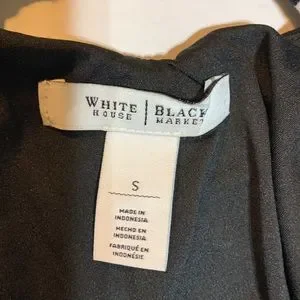 WHITE | BLACK
HOUSE | MARKET
S
MADE IN
INDONESIA
HECHO EN
INDONESIA
FABRIQUÉ EN
INDONÉSIE